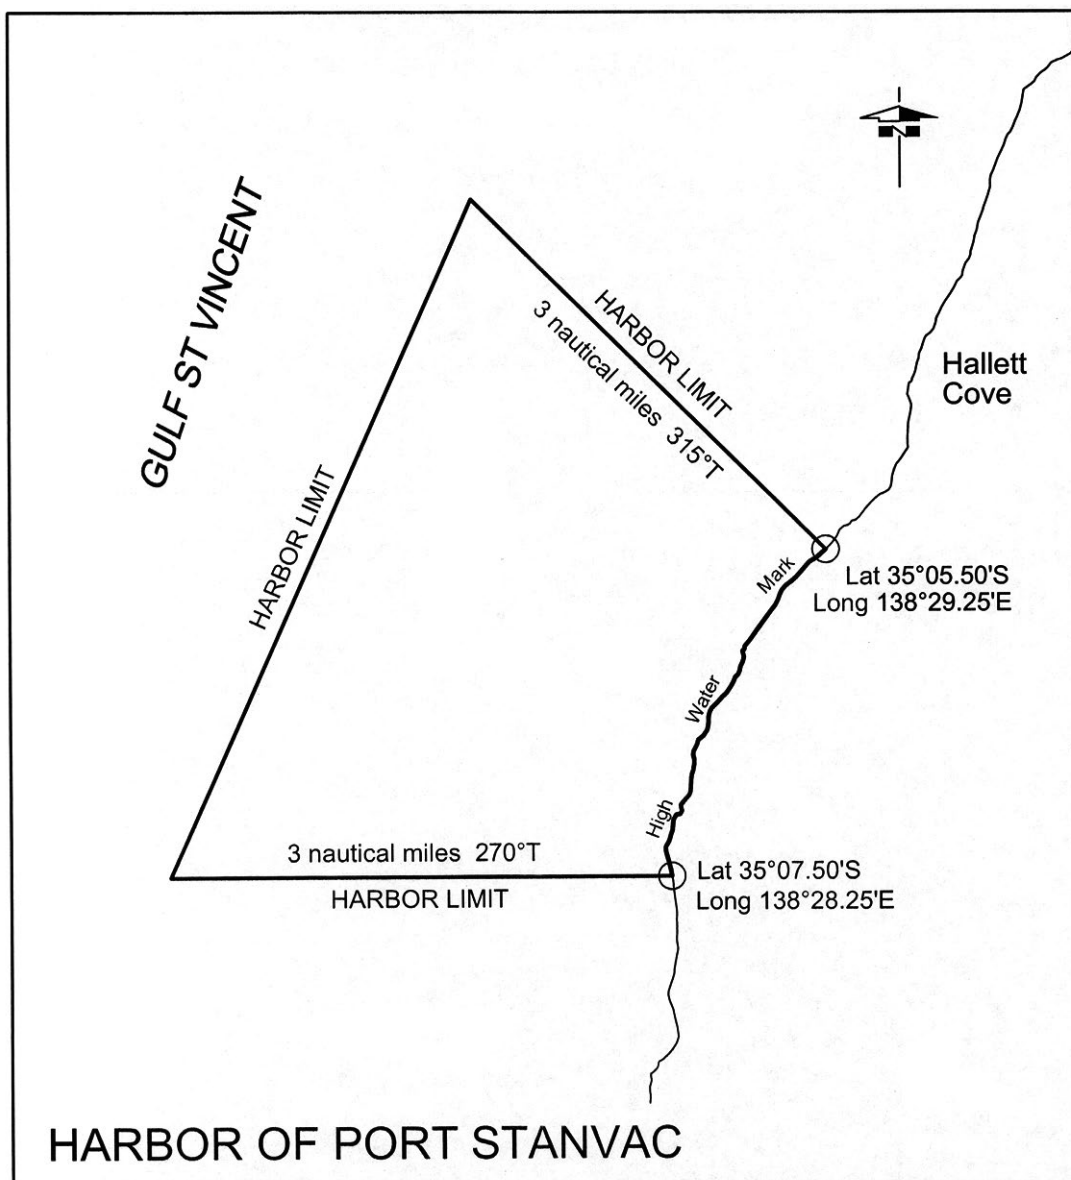 N
GULF ST VINCENT
HARBOR LIMIT
3 nautical miles 315°T
Hallett
Cove
HARBOR LIMIT
Mark
Lat 35°05.50'S
Long 138°29.25'E
Water
High
3 nautical miles 270°T
HARBOR LIMIT
Lat 35°07.50'S
Long 138°28.25'E
HARBOR OF PORT STANVAC